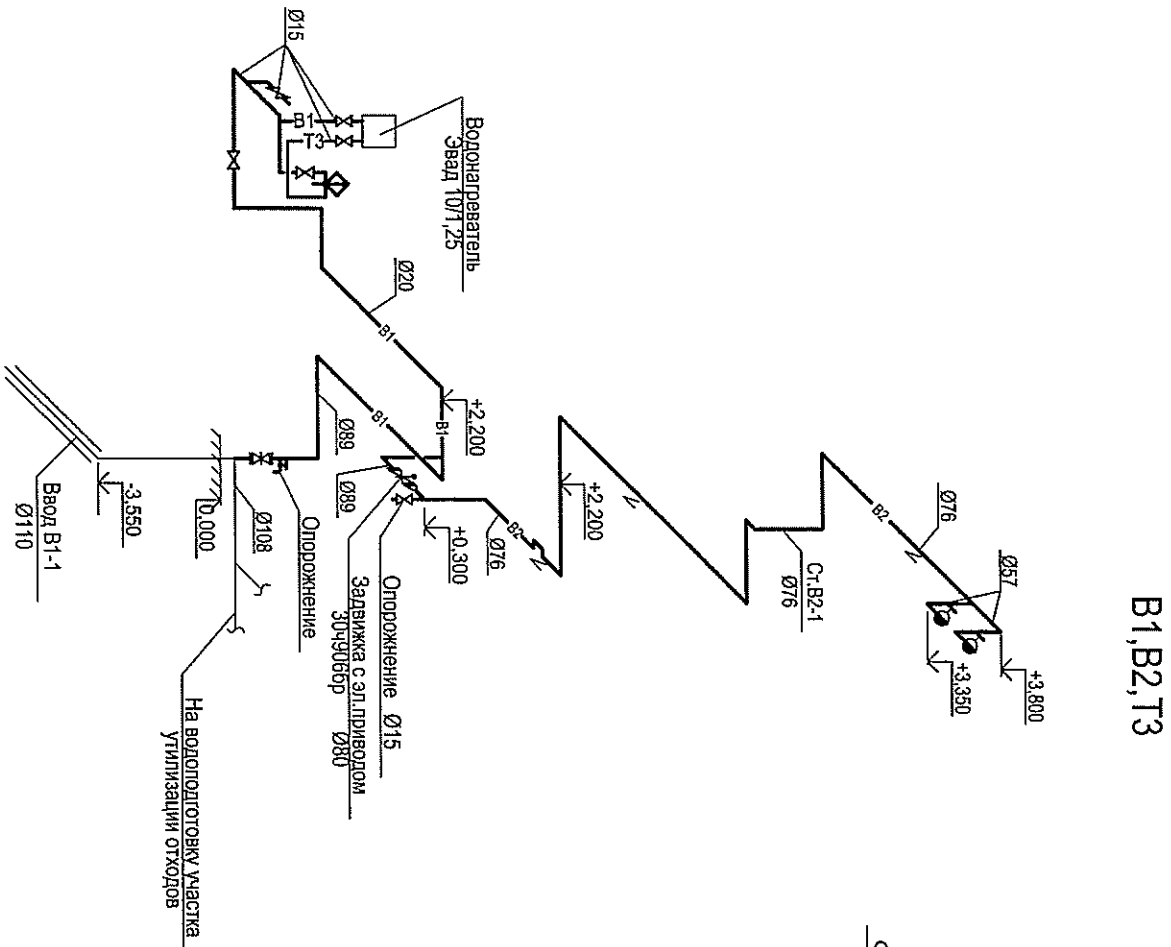 В1,В2,Т3
Ø15
В1
Т3
Водонагреватель
Эвад 10/1,25
Ø20
В1
+2,200
В1
В1
Ø89
Ø89
+0,300
Ø76
В2
+2,200
Ст.В2-1
Ø76
В2
Ø76
Ø57
+3,350
+3,800
Опорожнение Ø15
Задвижка с эл.приводом
30ч906бр Ø80
Опорожнение
0,000
Ø108
-3,550
Ввод В1-1
Ø110
На водоподготовку участка
утилизации отходов